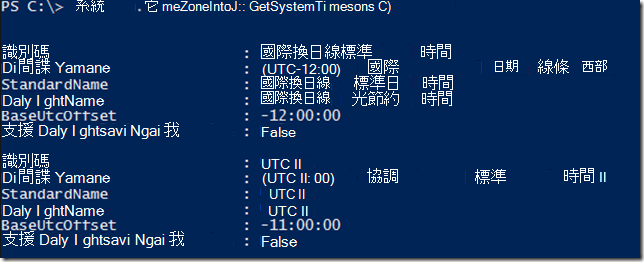 PS C:\> 系統 .它 meZoneIntoJ:: GetSystemTi mesons C)
識別碼 : 國際換日線標準 時間
Di間諜 Yamane : (UTC-12:00) 國際 日期 線條 西部
StandardName : 國際換日線 標準日 時間
Daly I ghtName : 國際換日線 光節約 時間
BaseUtcOffset : -12:00:00
支援 Daly I ghtsavi Ngai 我 : False
識別碼 : UTC II
Di間諜 Yamane : (UTC II: 00) 協調 標準 時間 II
StandardName : UTC II
Daly I ghtName : UTC II
BaseUtcOffset : -11:00:00
支援 Daly I ghtsavi Ngai 我 : False